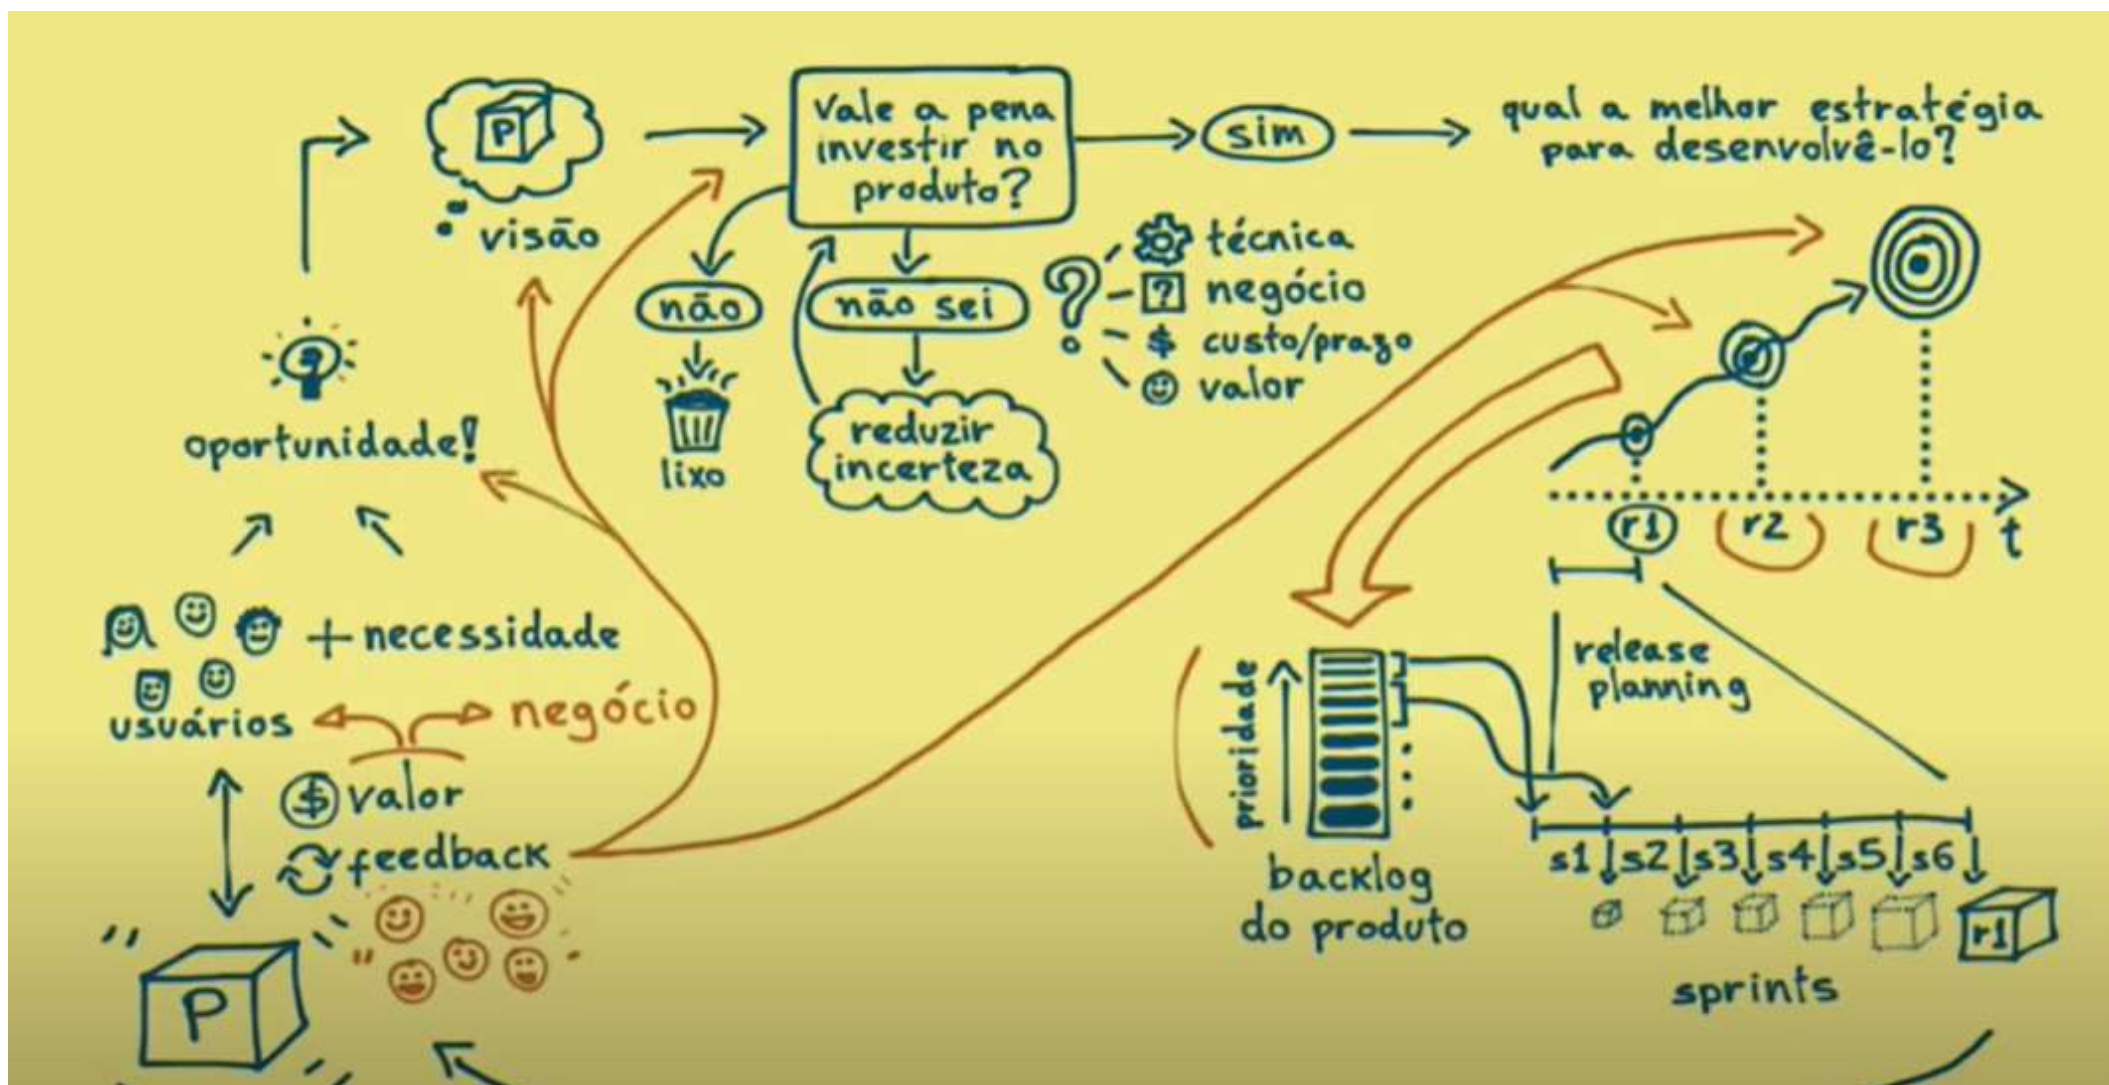 P
visão
Vale a pena
investir no
produto?
sim
qual a melhor estratégia
para desenvolvê-lo?
não
lixo
não sei
reduzir
incerteza
?
técnica
?
negócio
$
custo/prazo
valor
oportunidade!
+ necessidade
usuários
negócio
$ valor
feedback
P
r1
r2
r3
t
release
planning
prioridade
backlog
do produto
s1
s2
s3
s4
s5
s6
r1
sprints